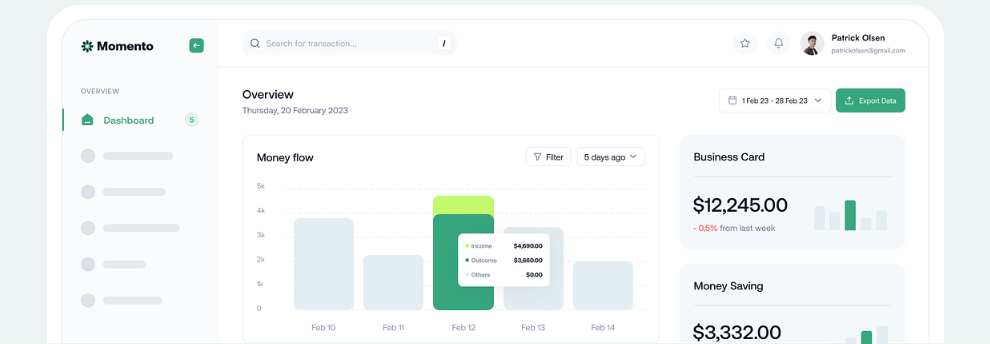 Momento
Search for transaction...
/
Patrick Olsen
patrickolsen@gmail.com
OVERVIEW
Dashboard
5
Overview
Thursday, 20 February 2023
1 Feb 23 - 28 Feb 23
Export Data
Money flow
Filter
5 days ago
5k
4k
3k
2k
1k
0
Income $4,690.00
Outcome $3,660.00
Others $0.00
Feb 10
Feb 11
Feb 12
Feb 13
Feb 14
Business Card
$12,245.00
- 0,5% from last week
Money Saving
$3,332.00